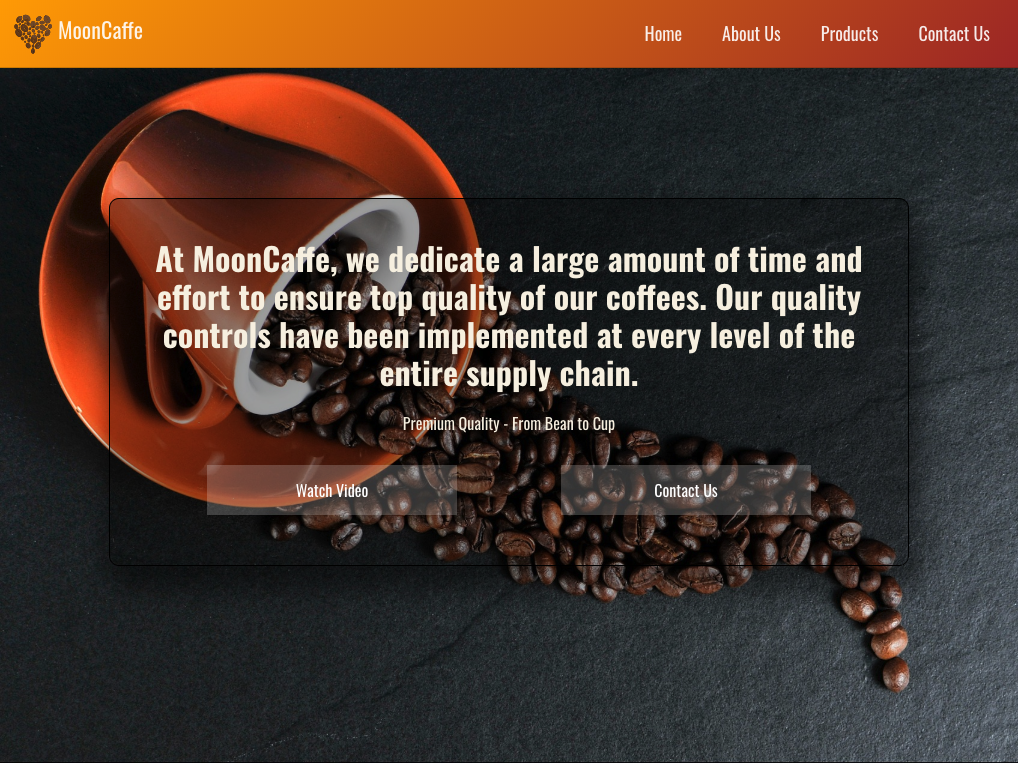 MoonCaffe
Home About Us Products Contact Us
At MoonCaffe, we dedicate a large amount of time and
effort to ensure top quality of our coffees. Our quality
controls have been implemented at every level of the
entire supply chain.
Premium Quality - From Bean to Cup
Watch Video Contact Us